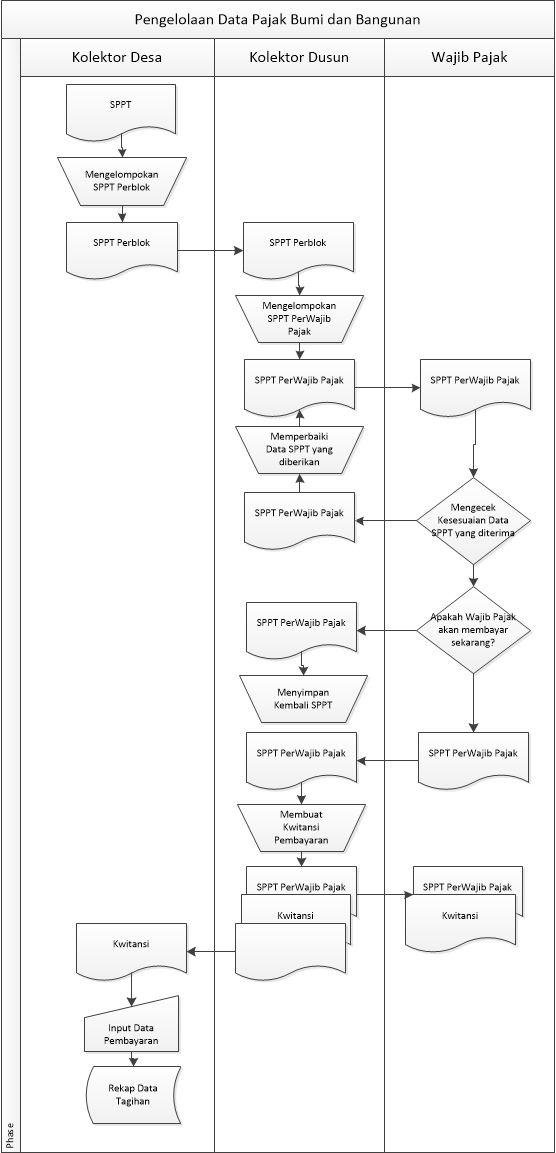 Pengelolaan Data Pajak Bumi dan Bangunan
Kolektor Desa
Kolektor Dusun
Wajib Pajak
SPPT
Mengelompokan
SPPT Perblok
SPPT Perblok
SPPT Perblok
Mengelompokan
SPPT PerWajib
Pajak
SPPT PerWajib Pajak
SPPT PerWajib Pajak
Memperbaiki
Data SPPT yang
diberikan
SPPT PerWajib Pajak
Mengecek
Kesesuaian Data
SPPT yang diterima
Apakah Wajib Pajak
akan membayar
sekarang?
SPPT PerWajib Pajak
Menyimpan
Kembali SPPT
SPPT PerWajib Pajak
SPPT PerWajib Pajak
Membuat
Kwitansi
Pembayaran
SPPT PerWajib Pajak
Kwitansi
SPPT PerWajib Pajak
Kwitansi
Kwitansi
Input Data
Pembayaran
Rekap Data
Tagihan
Phase